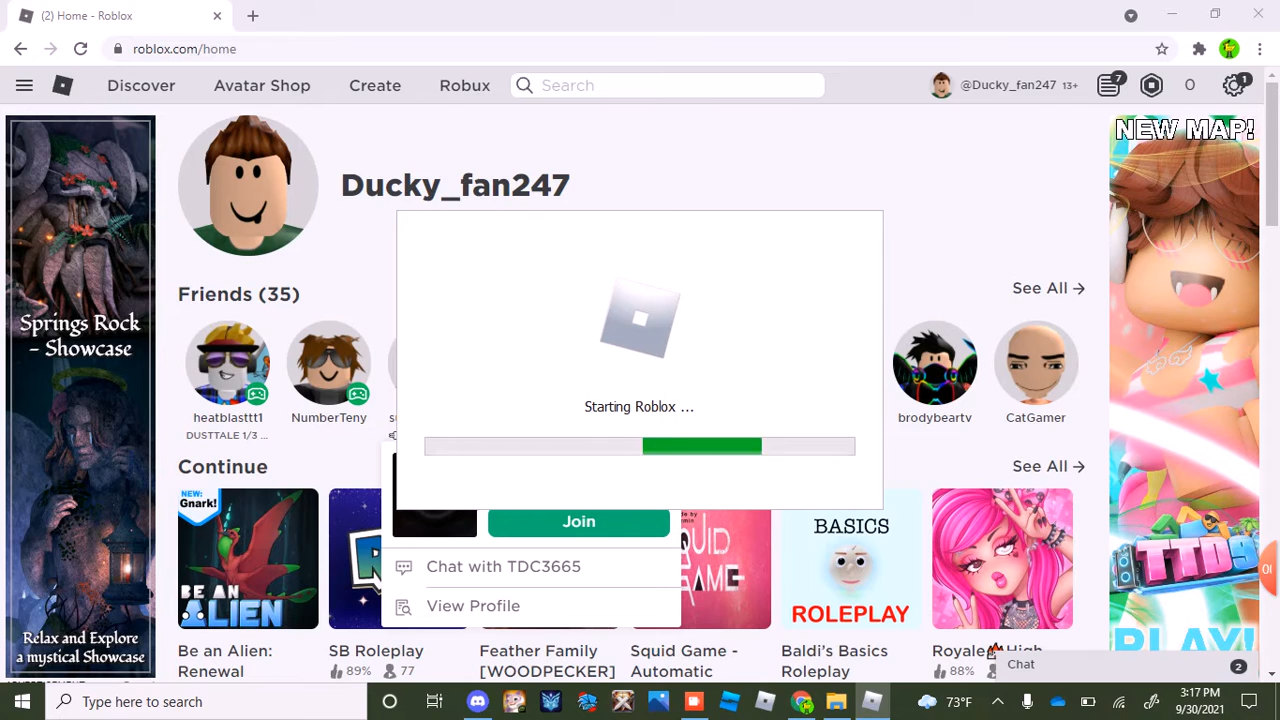 (2) Home - Roblox
roblox.com/home
Discover
Avatar Shop
Create
Robux
Search
@Ducky_fan247 13+
7
0
1
Springs Rock
- Showcase
Relax and Explore
a mystical Showcase
Ducky_fan247
NEW MAP!
Friends (35)
See All →
heatblasttt1
DUSTTALE 1/3 ...
NumberTeny
brodybeartv
CatGamer
Starting Roblox ...
Continue
See All →
Join
Chat with TDC3665
View Profile
NEW:
Gnark!
BE AN
ALIEN
SQUID
GAME
BASICS
ROLEPLAY
Be an Alien:
Renewal
SB Roleplay
89% 77
Feather Family
[WOODPECKER]
Squid Game -
Automatic
Baldi's Basics
Roleplay
Royale High
88%
TTD3
PLAY!
Chat
2
Type here to search
73°F
3:17 PM
9/30/2021